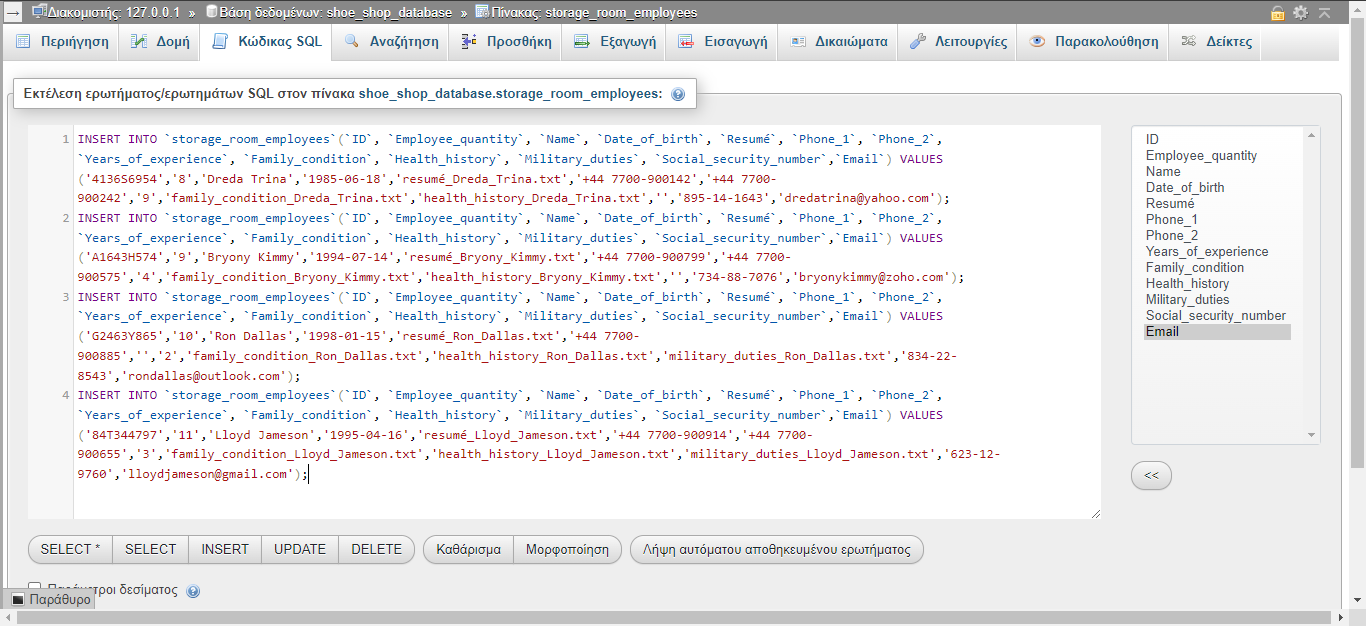 Διακομιστής: 127.0.0.1 » Βάση δεδομένων: shoe_shop_database » Πίνακας: storage_room_employees
Περιήγηση Δομή Κώδικας SQL Αναζήτηση Προσθήκη Εξαγωγή Εισαγωγή Δικαιώματα Λειτουργίες Παρακολούθηση Δείκτες
Εκτέλεση ερωτήματος/ερωτημάτων SQL στον πίνακα shoe_shop_database.storage_room_employees:
1 INSERT INTO `storage_room_employees`(`ID`, `Employee_quantity`, `Name`, `Date_of_birth`, `Resumé`, `Phone_1`, `Phone_2`,
`Years_of_experience`, `Family_condition`, `Health_history`, `Military_duties`, `Social_security_number`,`Email`) VALUES
('4136S6954','8','Dreda Trina','1985-06-18','resumé_Dreda_Trina.txt','+44 7700-900142','+44 7700-
900242','9','family_condition_Dreda_Trina.txt','health_history_Dreda_Trina.txt','','895-14-1643','dredatrina@yahoo.com');
2 INSERT INTO `storage_room_employees`(`ID`, `Employee_quantity`, `Name`, `Date_of_birth`, `Resumé`, `Phone_1`, `Phone_2`,
`Years_of_experience`, `Family_condition`, `Health_history`, `Military_duties`, `Social_security_number`,`Email`) VALUES
('A1643H574','9','Bryony Kimmy','1994-07-14','resumé_Bryony_Kimmy.txt','+44 7700-900799','+44 7700-
900575','4','family_condition_Bryony_Kimmy.txt','health_history_Bryony_Kimmy.txt','','734-88-7076','bryonykimmy@zoho.com');
3 INSERT INTO `storage_room_employees`(`ID`, `Employee_quantity`, `Name`, `Date_of_birth`, `Resumé`, `Phone_1`, `Phone_2`,
`Years_of_experience`, `Family_condition`, `Health_history`, `Military_duties`, `Social_security_number`,`Email`) VALUES
('G2463Y865','10','Ron Dallas','1998-01-15','resumé_Ron_Dallas.txt','+44 7700-
900885','','2','family_condition_Ron_Dallas.txt','health_history_Ron_Dallas.txt','military_duties_Ron_Dallas.txt','834-22-
8543','rondallas@outlook.com');
4 INSERT INTO `storage_room_employees`(`ID`, `Employee_quantity`, `Name`, `Date_of_birth`, `Resumé`, `Phone_1`, `Phone_2`,
`Years_of_experience`, `Family_condition`, `Health_history`, `Military_duties`, `Social_security_number`,`Email`) VALUES
('84T344797','11','Lloyd Jameson','1995-04-16','resumé_Lloyd_Jameson.txt','+44 7700-900914','+44 7700-
900655','3','family_condition_Lloyd_Jameson.txt','health_history_Lloyd_Jameson.txt','military_duties_Lloyd_Jameson.txt','623-12-
9760','lloydjameson@gmail.com');
ID
Employee_quantity
Name
Date_of_birth
Resumé
Phone_1
Phone_2
Years_of_experience
Family_condition
Health_history
Military_duties
Social_security_number
Email
<<
SELECT * SELECT INSERT UPDATE DELETE Καθάρισμα Μορφοποίηση Λήψη αυτόματου αποθηκευμένου ερωτήματος
Παράμετροι δεσίματος
Παράθυρο